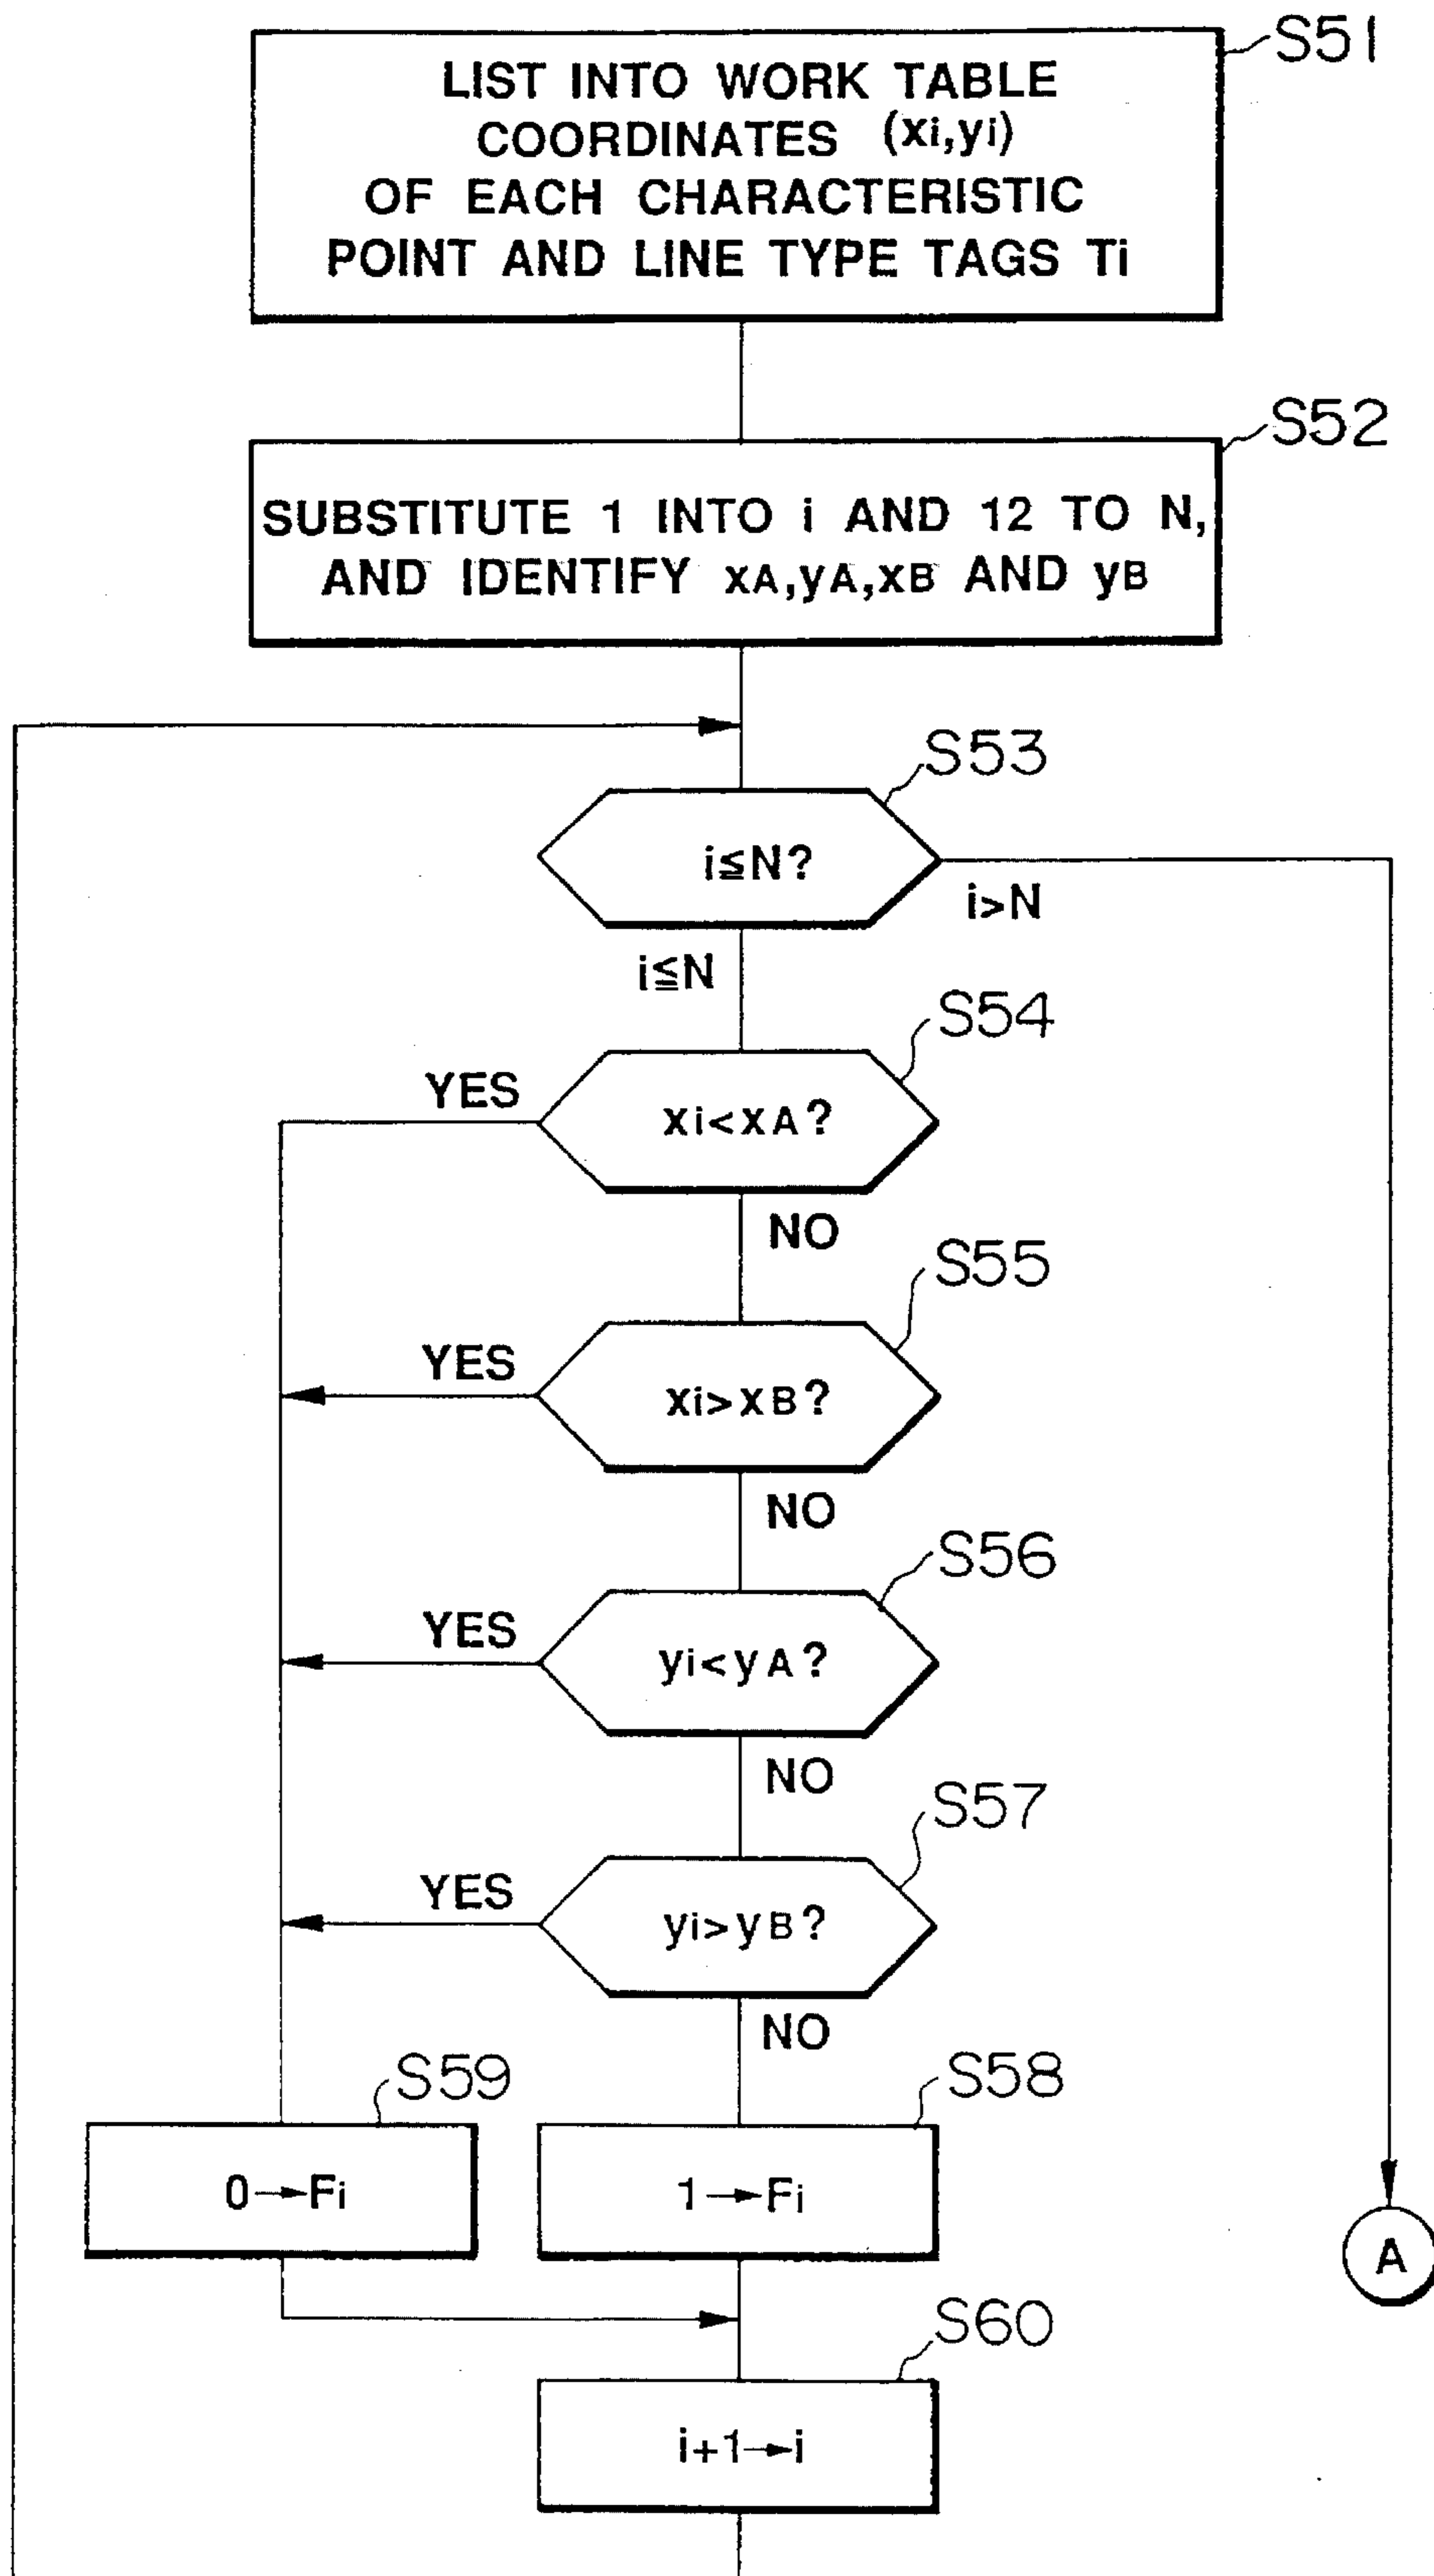 S51
LIST INTO WORK TABLE
COORDINATES (xi,yi)
OF EACH CHARACTERISTIC
POINT AND LINE TYPE TAGS Ti
S52
SUBSTITUTE 1 INTO i AND 12 TO N,
AND IDENTIFY xA,yA,xB AND yB
S53
i≦N?
i>N
i≦N
S54
YES
xi<xA?
NO
S55
YES
xi>xB?
NO
S56
YES
yi<yA?
NO
S57
YES
yi>yB?
NO
S59
S58
0→Fi
1→Fi
A
S60
i+1→i